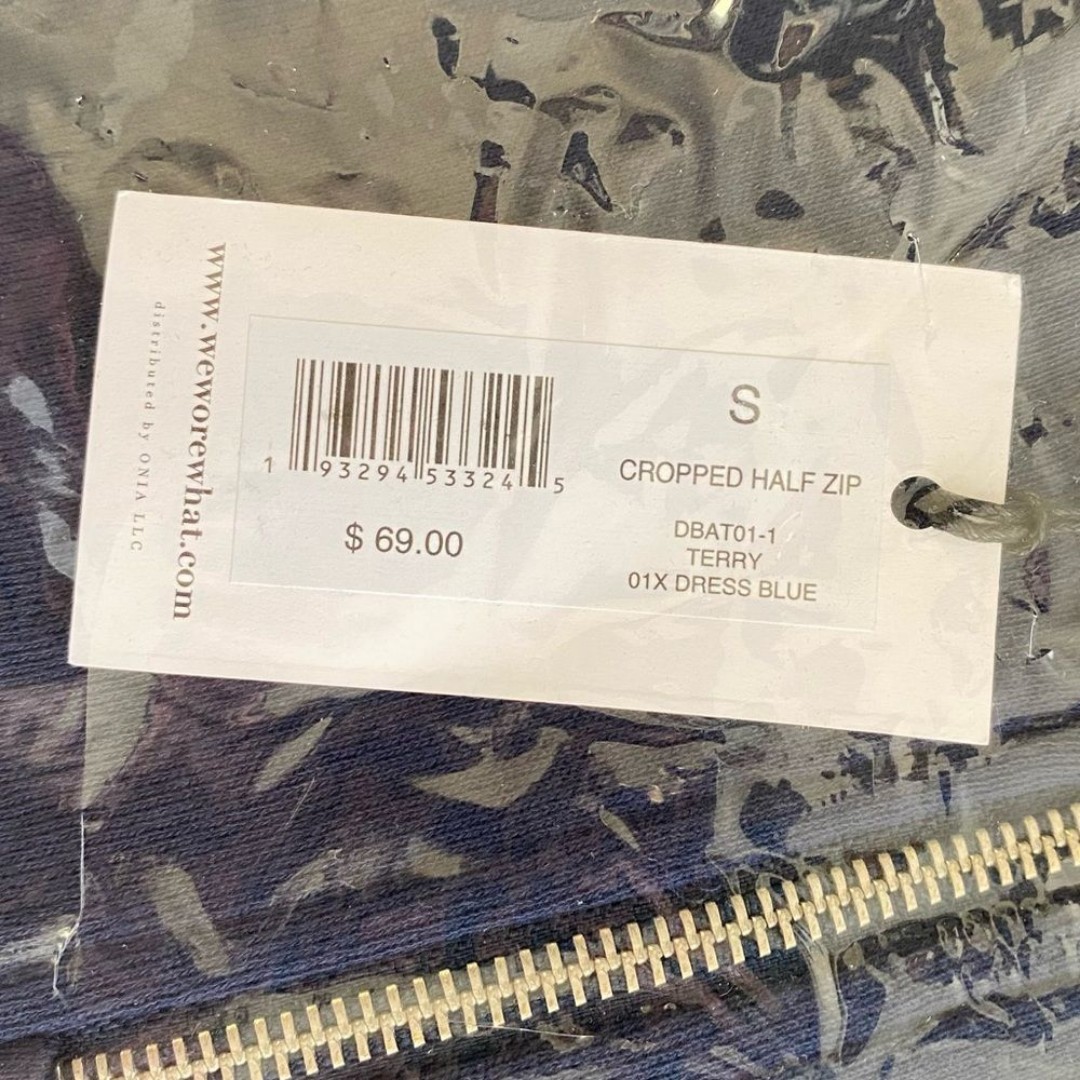 www.weworewhat.com
distributed by ONIA LLC
1 93294 53324 5
$ 69.00
S
CROPPED HALF ZIP
DBAT01-1
TERRY
01X DRESS BLUE